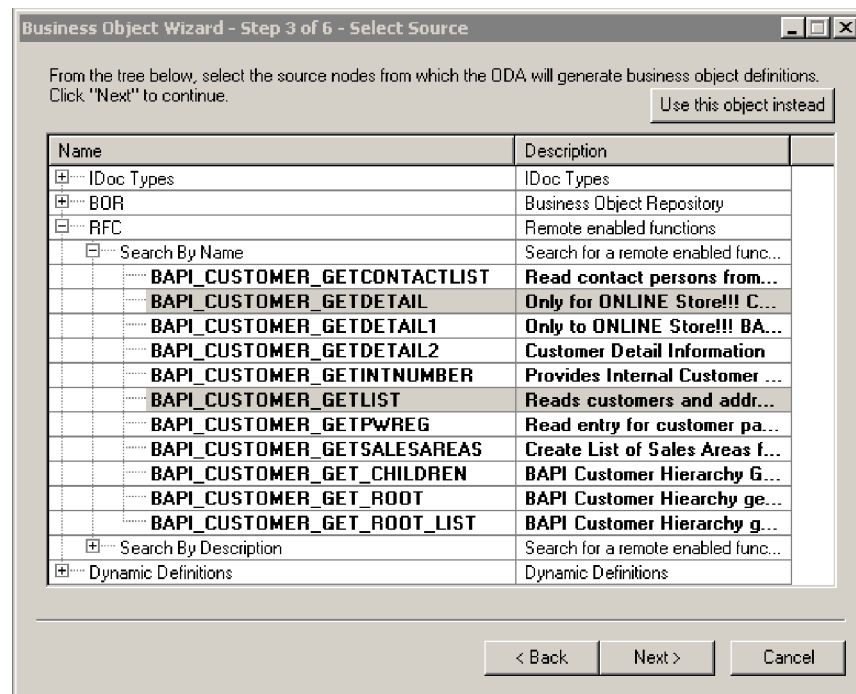 Business Object Wizard - Step 3 of 6 - Select Source
From the tree below, select the source nodes from which the ODA will generate business object definitions.
Click "Next" to continue.
Use this object instead
Name Description
IDoc Types IDoc Types
BOR Business Object Repository
RFC Remote enabled functions
Search By Name Search for a remote enabled func...
BAPI_CUSTOMER_GETCONTACTLIST Read contact persons from...
BAPI_CUSTOMER_GETDETAIL Only for ONLINE Store!!! C...
BAPI_CUSTOMER_GETDETAIL1 Only to ONLINE Store!!! BA...
BAPI_CUSTOMER_GETDETAIL2 Customer Detail Information
BAPI_CUSTOMER_GETINTNUMBER Provides Internal Customer ...
BAPI_CUSTOMER_GETLIST Reads customers and addr...
BAPI_CUSTOMER_GETPWREG Read entry for customer pa...
BAPI_CUSTOMER_GETSALESAREAS Create List of Sales Areas f...
BAPI_CUSTOMER_GET_CHILDREN BAPI Customer Hierarchy G...
BAPI_CUSTOMER_GET_ROOT BAPI Customer Hiearchy ge...
BAPI_CUSTOMER_GET_ROOT_LIST BAPI Customer Hierarchy g...
Search By Description Search for a remote enabled func...
Dynamic Definitions Dynamic Definitions
< Back Next > Cancel